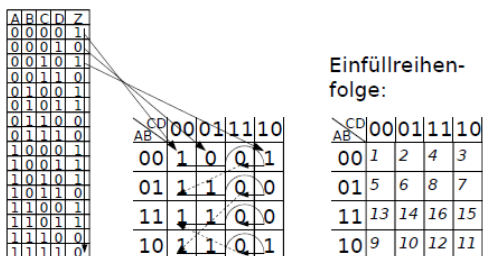 A B C D Z
0 0 0 0 1
0 0 0 1 0
0 0 1 0 1
0 0 1 1 0
0 1 0 0 1
0 1 0 1 1
0 1 1 0 0
0 1 1 1 0
1 0 0 0 1
1 0 0 1 1
1 0 1 0 1
1 0 1 1 0
1 1 0 0 1
1 1 0 1 1
1 1 1 0 0
1 1 1 1 0
CD
AB 00 01 11 10
00 1 0 0 1
01 1 1 0 0
11 1 1 0 0
10 1 1 0 1
Einfüllreihen-
folge:
CD
AB 00 01 11 10
00 1 2 4 3
01 5 6 8 7
11 13 14 16 15
10 9 10 12 11